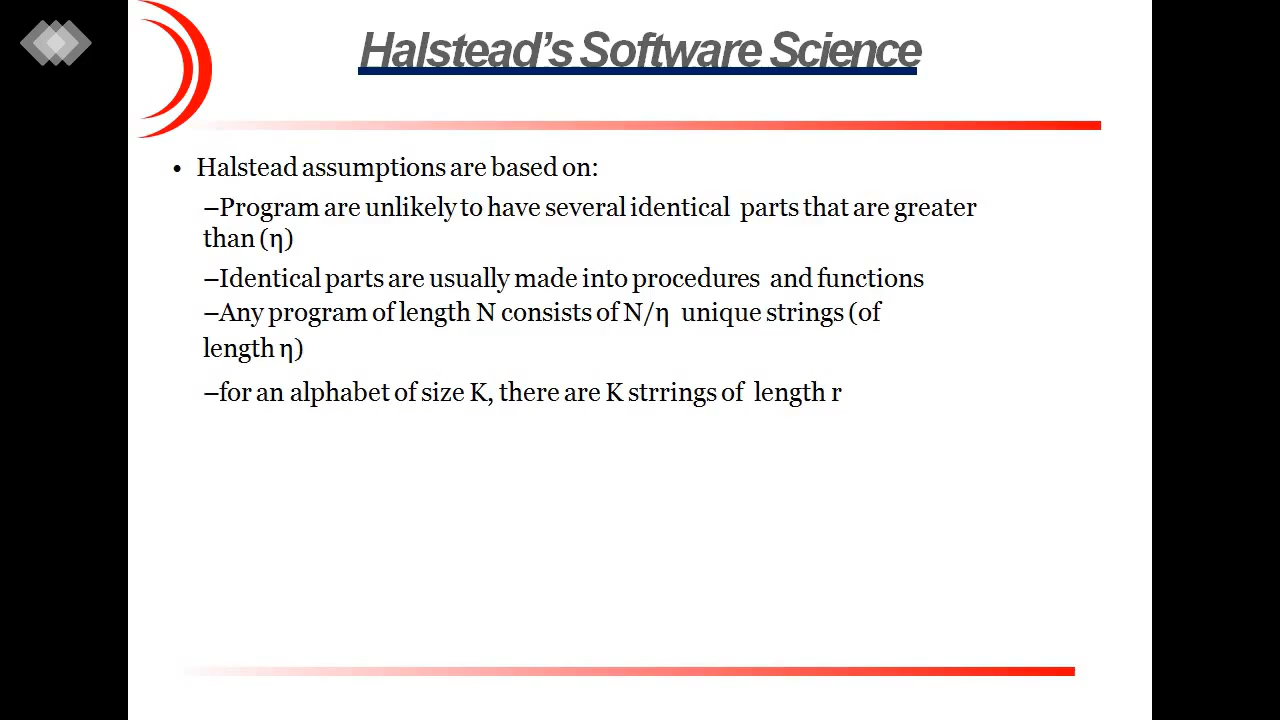 Halstead’s Software Science
• Halstead assumptions are based on:
–Program are unlikely to have several identical parts that are greater
than (η)
–Identical parts are usually made into procedures and functions
–Any program of length N consists of N/η unique strings (of
length η)
–for an alphabet of size K, there are K strrings of length r